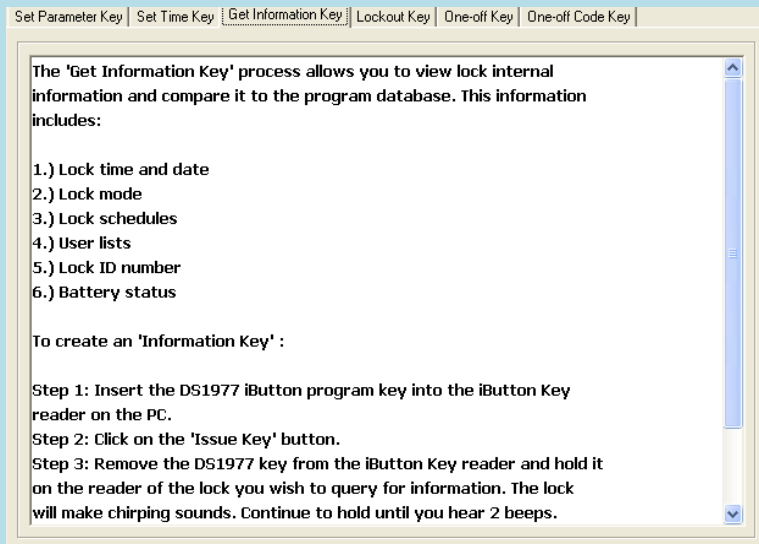 Set Parameter Key Set Time Key Get Information Key Lockout Key One-off Key One-off Code Key
The 'Get Information Key' process allows you to view lock internal
information and compare it to the program database. This information
includes:
1.) Lock time and date
2.) Lock mode
3.) Lock schedules
4.) User lists
5.) Lock ID number
6.) Battery status
To create an 'Information Key' :
Step 1: Insert the DS1977 iButton program key into the iButton Key
reader on the PC.
Step 2: Click on the 'Issue Key' button.
Step 3: Remove the DS1977 key from the iButton Key reader and hold it
on the reader of the lock you wish to query for information. The lock
will make chirping sounds. Continue to hold until you hear 2 beeps.